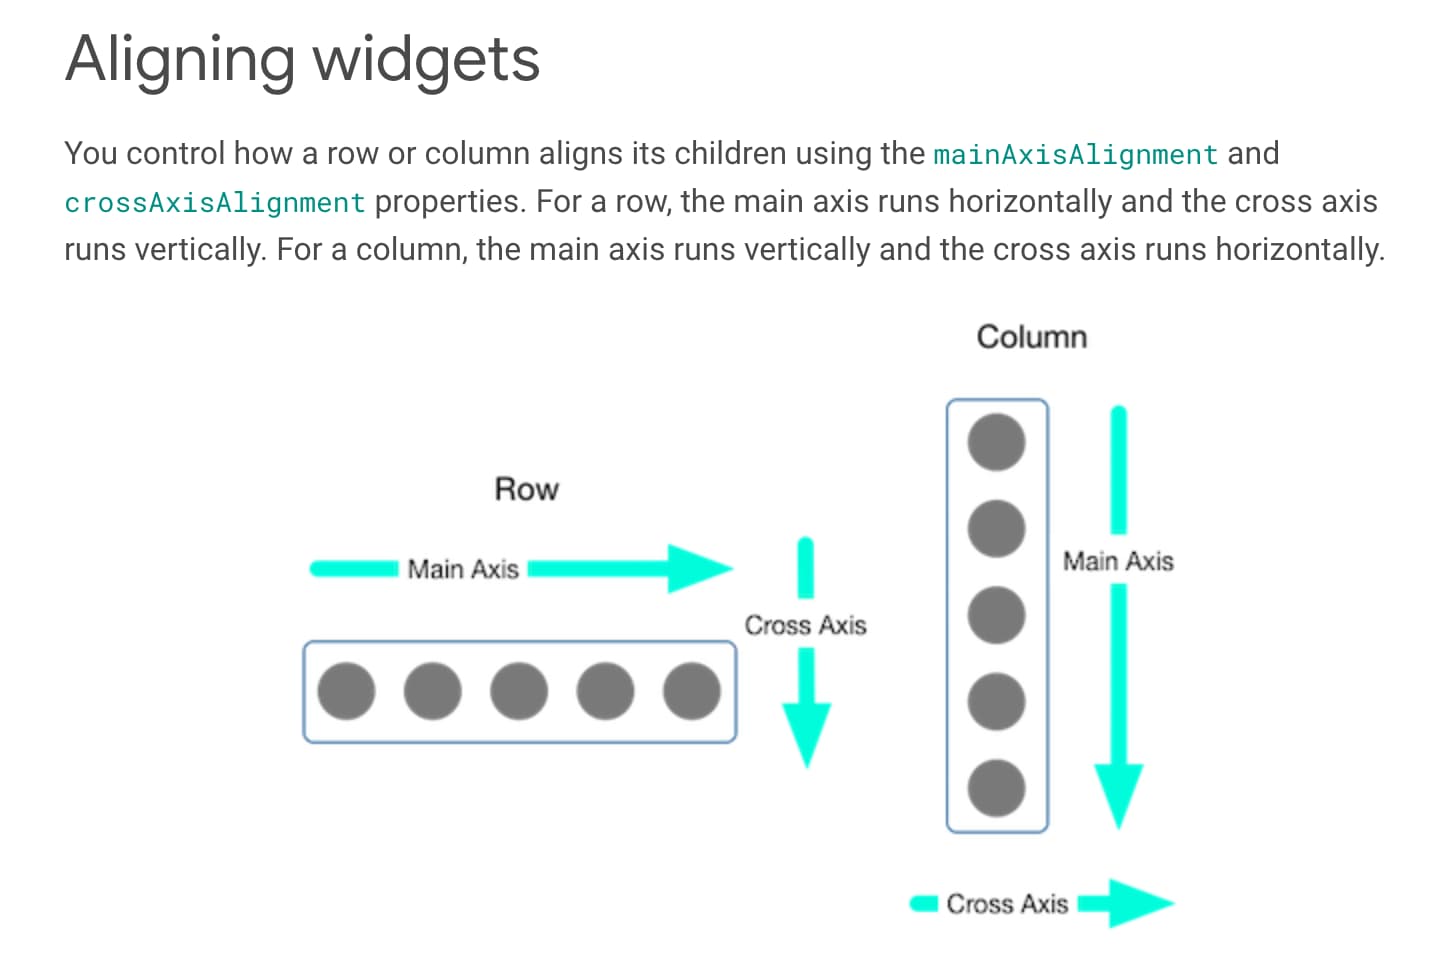 Aligning widgets
You control how a row or column aligns its children using the mainAxisAlignment and
crossAxisAlignment properties. For a row, the main axis runs horizontally and the cross axis
runs vertically. For a column, the main axis runs vertically and the cross axis runs horizontally.
Row
Main Axis
Cross Axis
Column
Main Axis
Cross Axis